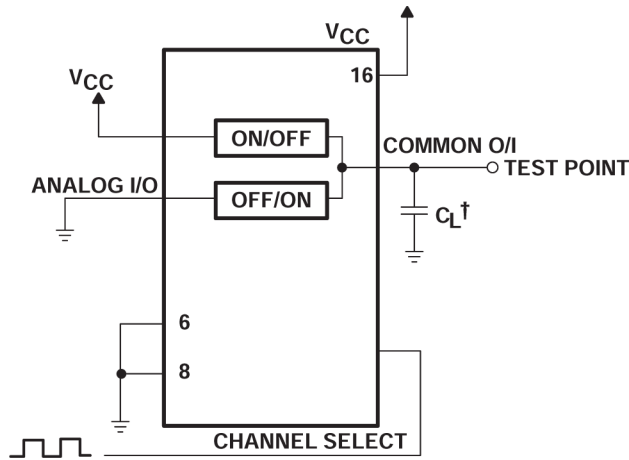 VCC
VCC
16
ON/OFF
COMMON O/I
TEST POINT
ANALOG I/O
OFF/ON
CL†
6
8
CHANNEL SELECT